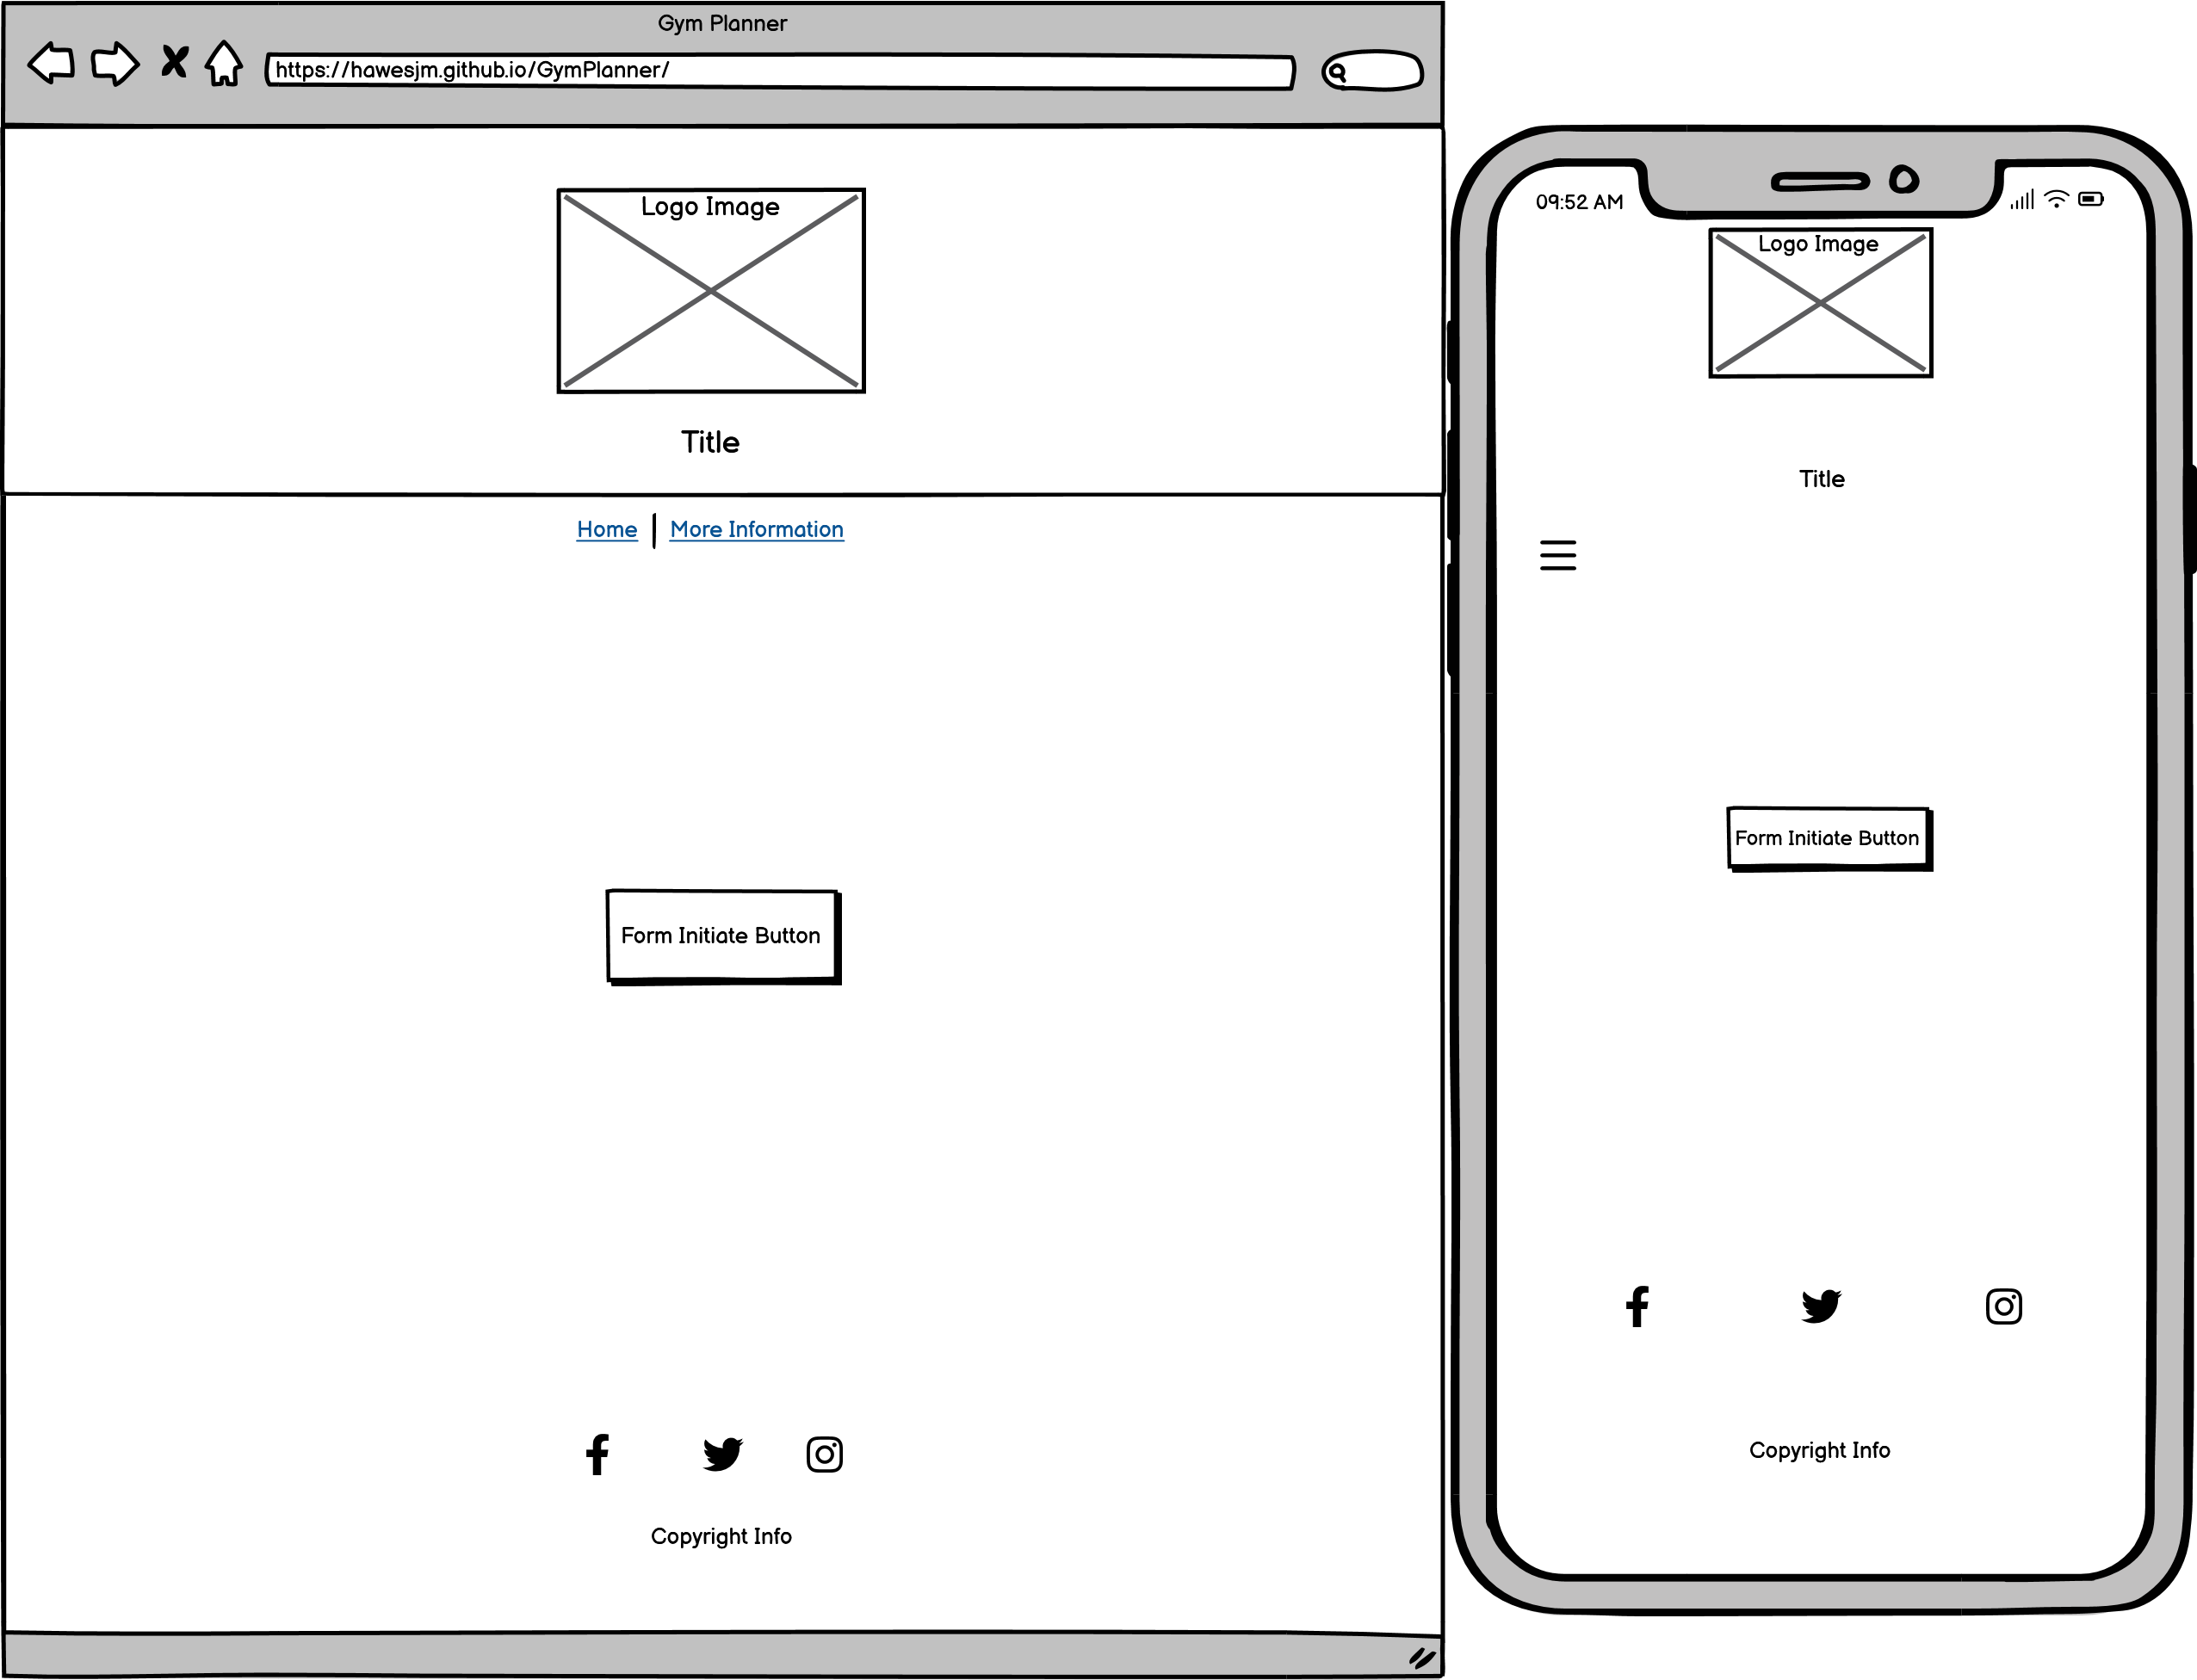 Gym Planner
https://hawesjm.github.io/GymPlanner/
Logo Image
Title
Home | More Information
Form Initiate Button
Copyright Info
09:52 AM
Logo Image
Title
Form Initiate Button
Copyright Info